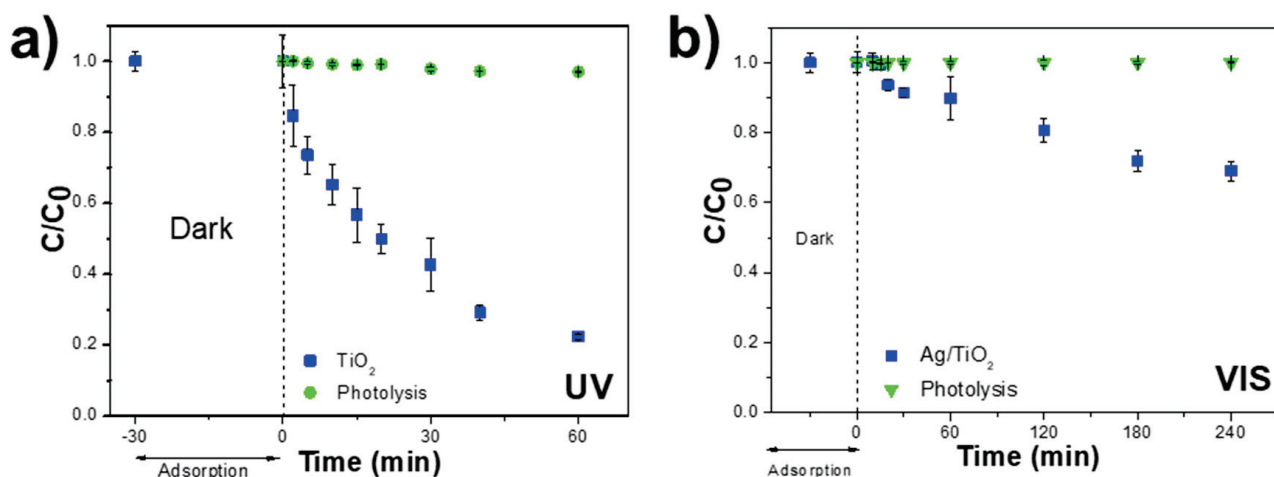 a)
C/C0
1.0
0.8
0.6
0.4
0.2
0.0
Dark
TiO2
Photolysis
UV
-30
0
30
60
Time (min)
Adsorption
b)
C/C0
1.0
0.8
0.6
0.4
0.2
0.0
Dark
Ag/TiO2
Photolysis
VIS
0
60
120
180
240
Time (min)
Adsorption